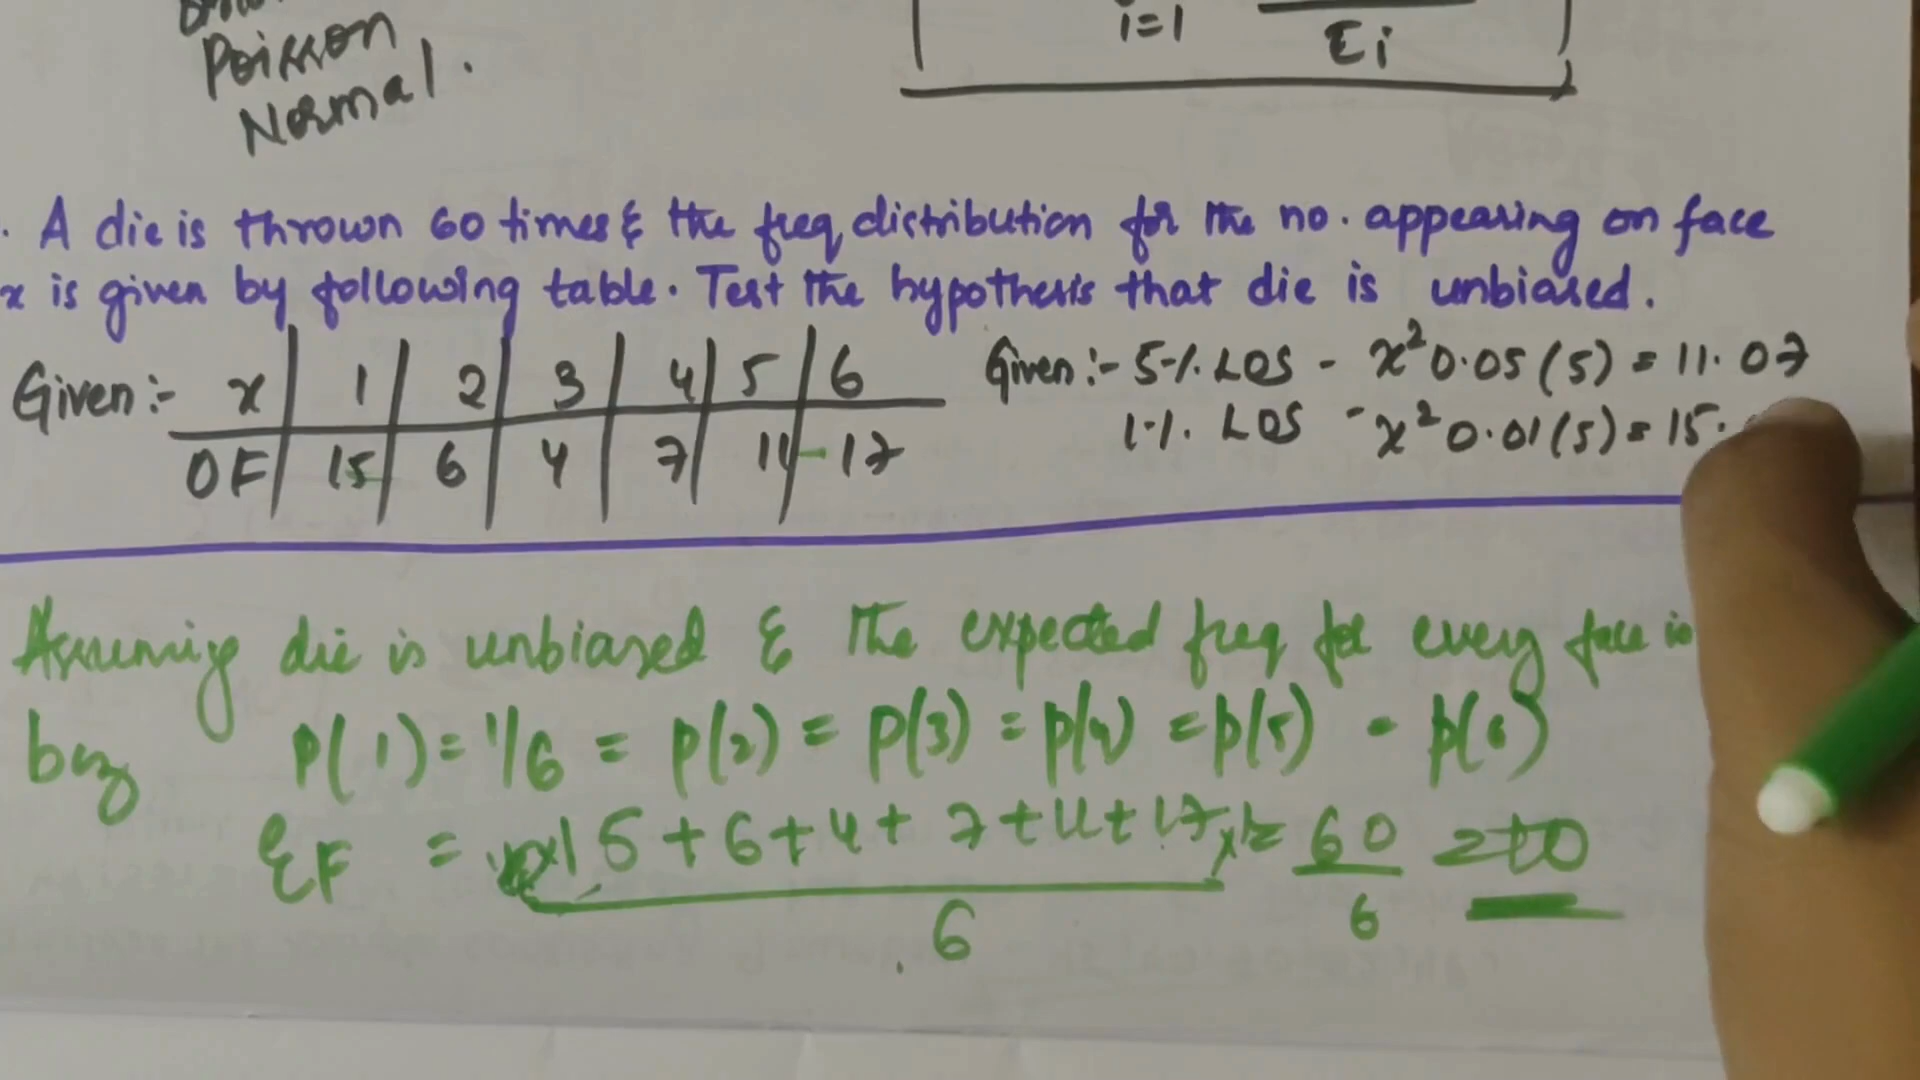 Poisson
Normal.
i=1
Ei
. A die is thrown 60 times & the freq distribution for the no. appearing on face
x is given by following table. Test the hypothesis that die is unbiased.
Given :- x 1 2 3 4 5 6
OF 15 6 4 7 11 17
Given :- 5%. LOS - x² 0.05 (5) = 11.07
1%. LOS - x² 0.01 (5) = 15.
Assuming die is unbiased & the expected freq for every face is
P(1) = 1/6 = P(2) = P(3) = P(4) = P(5) = P(6)
EF = 15 + 6 + 4 + 7 + 11 + 17 = 60 = 10
6 6